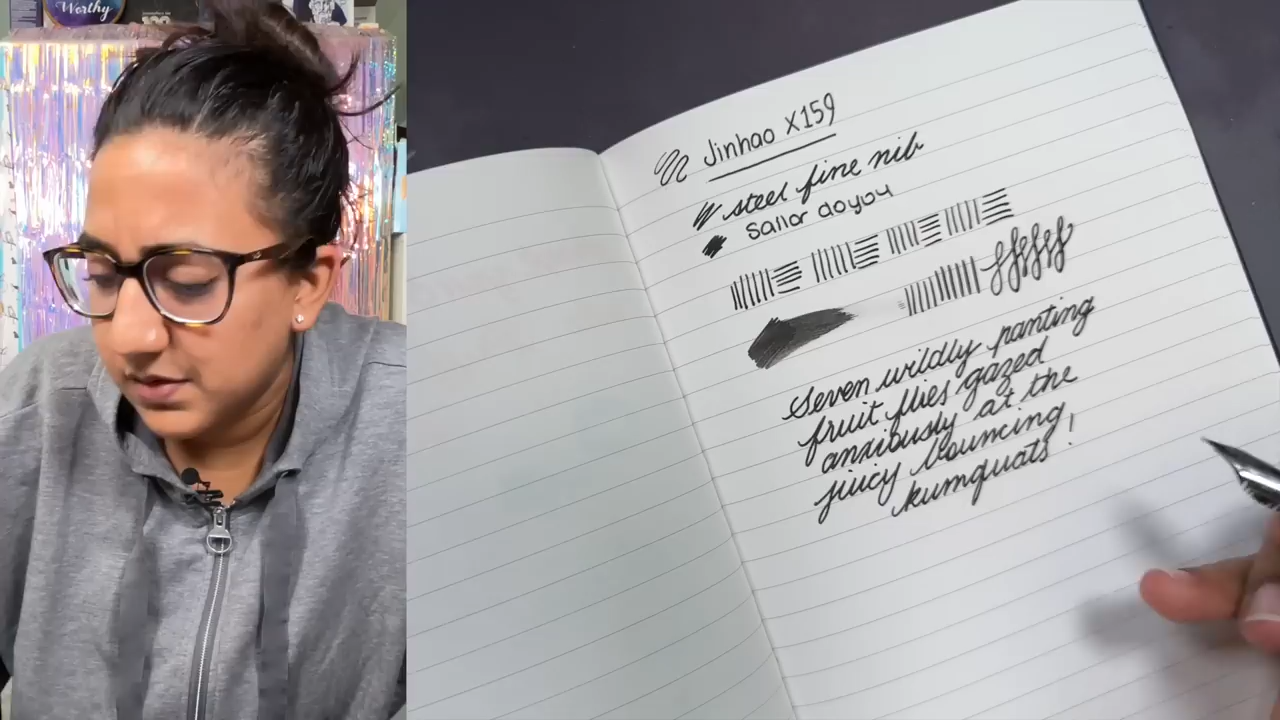 Worthy
Jinhao X159
steel fine nib
Sailor doyou
Seven wildly panting
fruit flies gazed
anxiously at the
juicy bouncing,
kumquats!